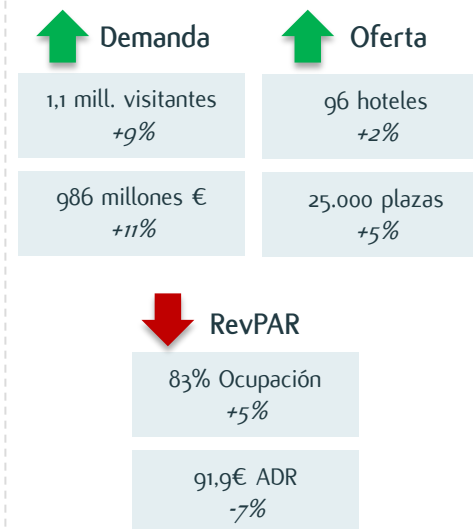 Demanda
1,1 mill. visitantes
+9%
986 millones €
+11%
Oferta
96 hoteles
+2%
25.000 plazas
+5%
RevPAR
83% Ocupación
+5%
91,9€ ADR
-7%